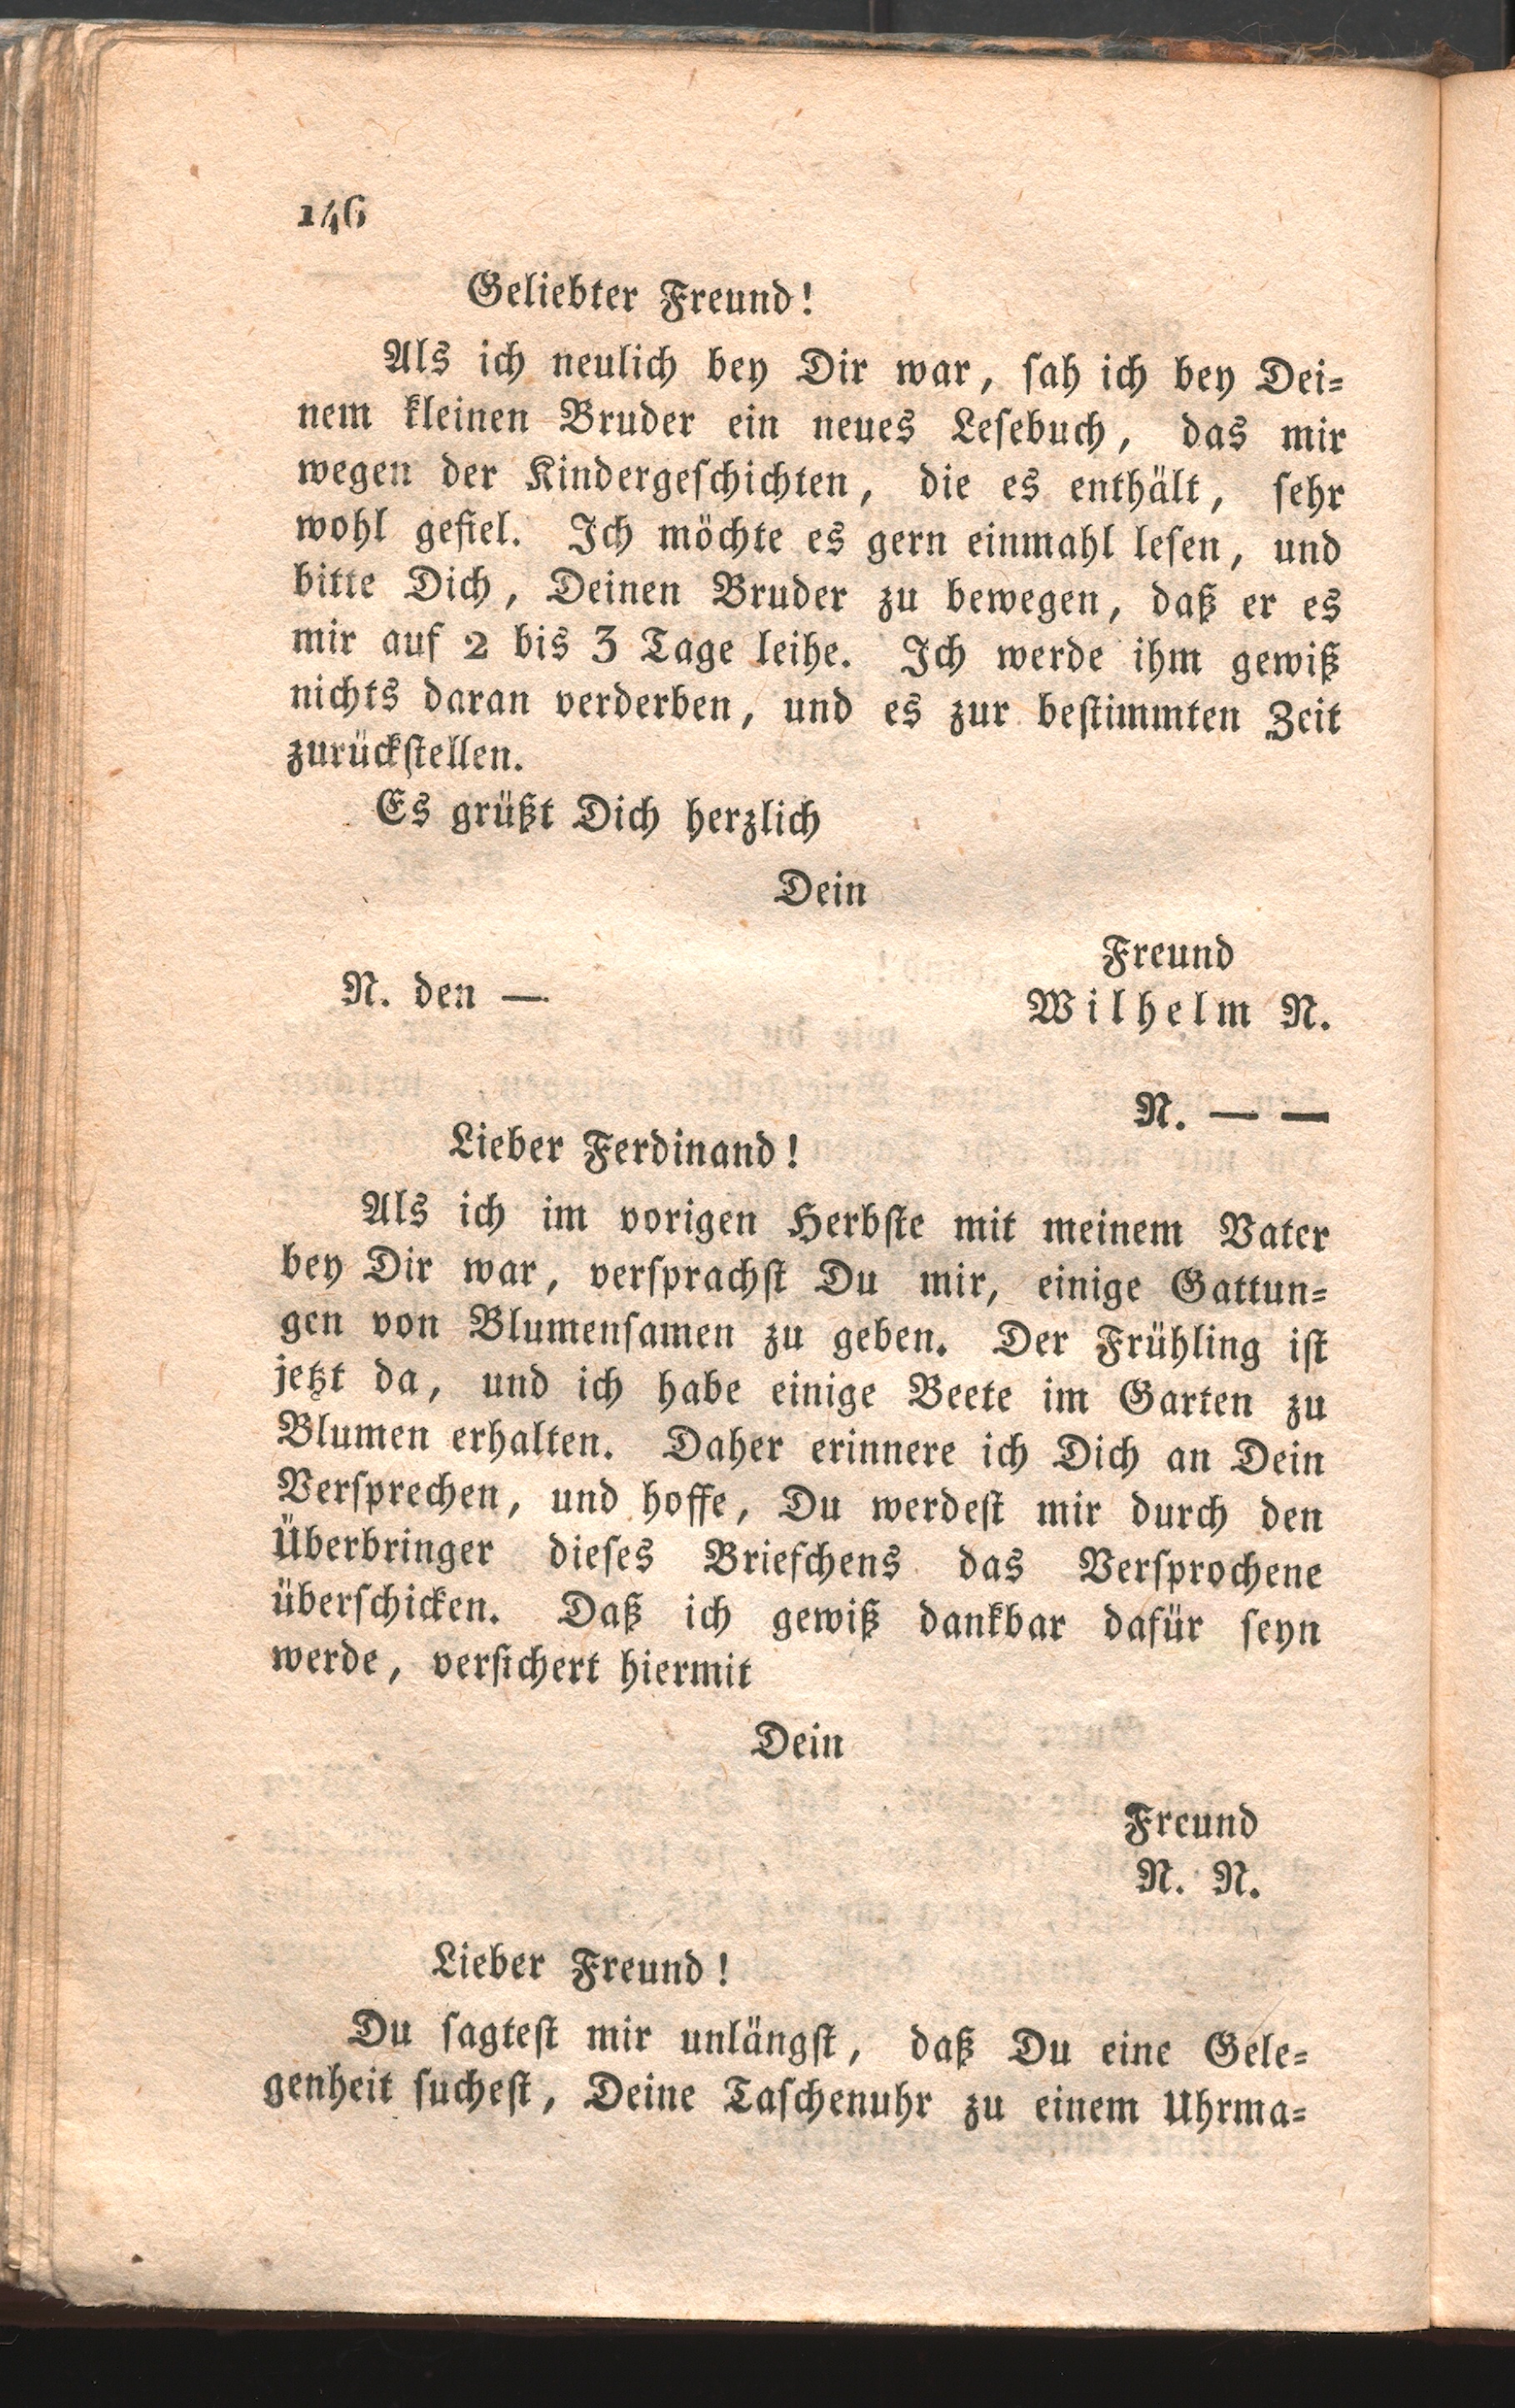 146
Geliebter Freund!
Als ich neulich bey Dir war, ſah ich bey Dei⸗
nem kleinen Bruder ein neues Leſebuch, das mir
wegen der Kindergeſchichten, die es enthält, ſehr
wohl gefiel. Ich möchte es gern einmahl leſen, und
bitte Dich, Deinen Bruder zu bewegen, daß er es
mir auf 2 bis 3 Tage leihe. Ich werde ihm gewiß
nichts daran verderben, und es zur beſtimmten Zeit
zurückſtellen.
Es grüßt Dich herzlich
Dein
Freund
N. den —
Wilhelm N.
N. — —
Lieber Ferdinand!
Als ich im vorigen Herbſte mit meinem Vater
bey Dir war, verſprachſt Du mir, einige Gattun⸗
gen von Blumenſamen zu geben. Der Frühling iſt
jetzt da, und ich habe einige Beete im Garten zu
Blumen erhalten. Daher erinnere ich Dich an Dein
Verſprechen, und hoffe, Du werdeſt mir durch den
Überbringer dieſes Briefchens das Verſprochene
überſchicken. Daß ich gewiß dankbar dafür ſeyn
werde, verſichert hiermit
Dein
Freund
N. N.
Lieber Freund!
Du ſagteſt mir unlängſt, daß Du eine Gele⸗
genheit ſucheſt, Deine Taſchenuhr zu einem Uhrma⸗